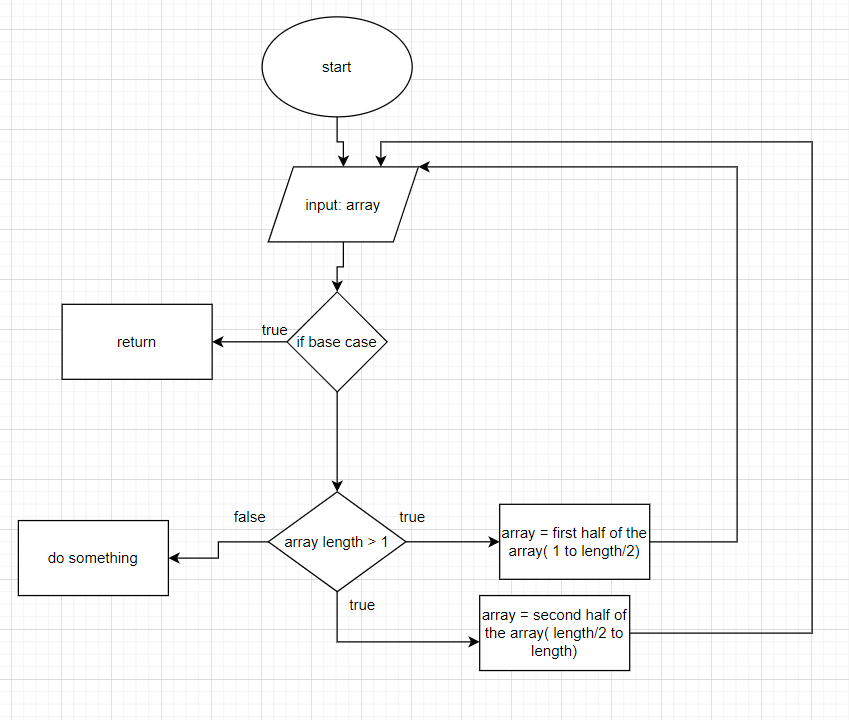 start
input: array
true
if base case
return
false
true
array length > 1
do something
array = first half of the
array( 1 to length/2)
true
array = second half of
the array( length/2 to
length)